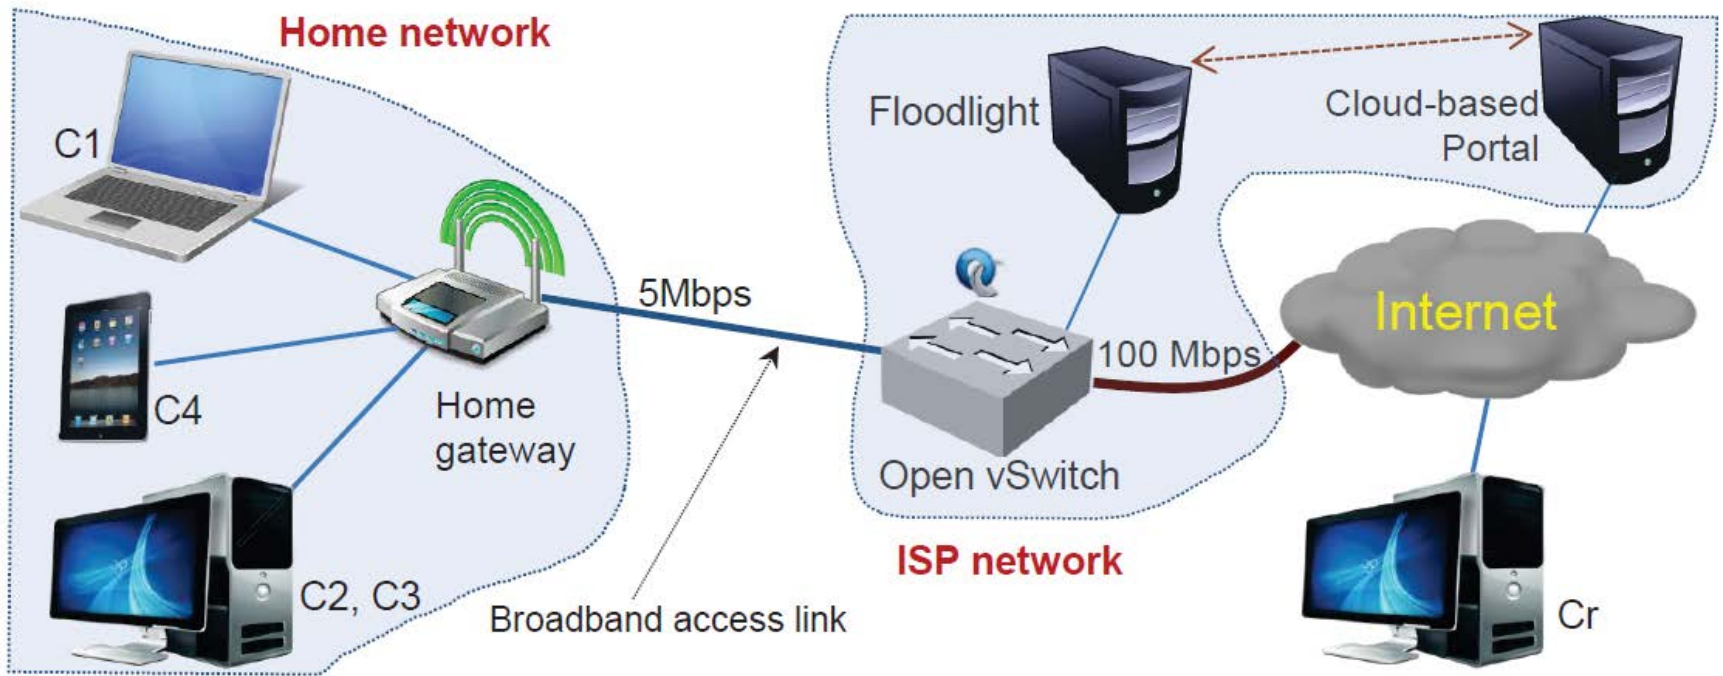 Home network
C1
C4
C2, C3
Home
gateway
5Mbps
Broadband access link
Floodlight
Cloud-based
Portal
Open vSwitch
100 Mbps
ISP network
Internet
Cr